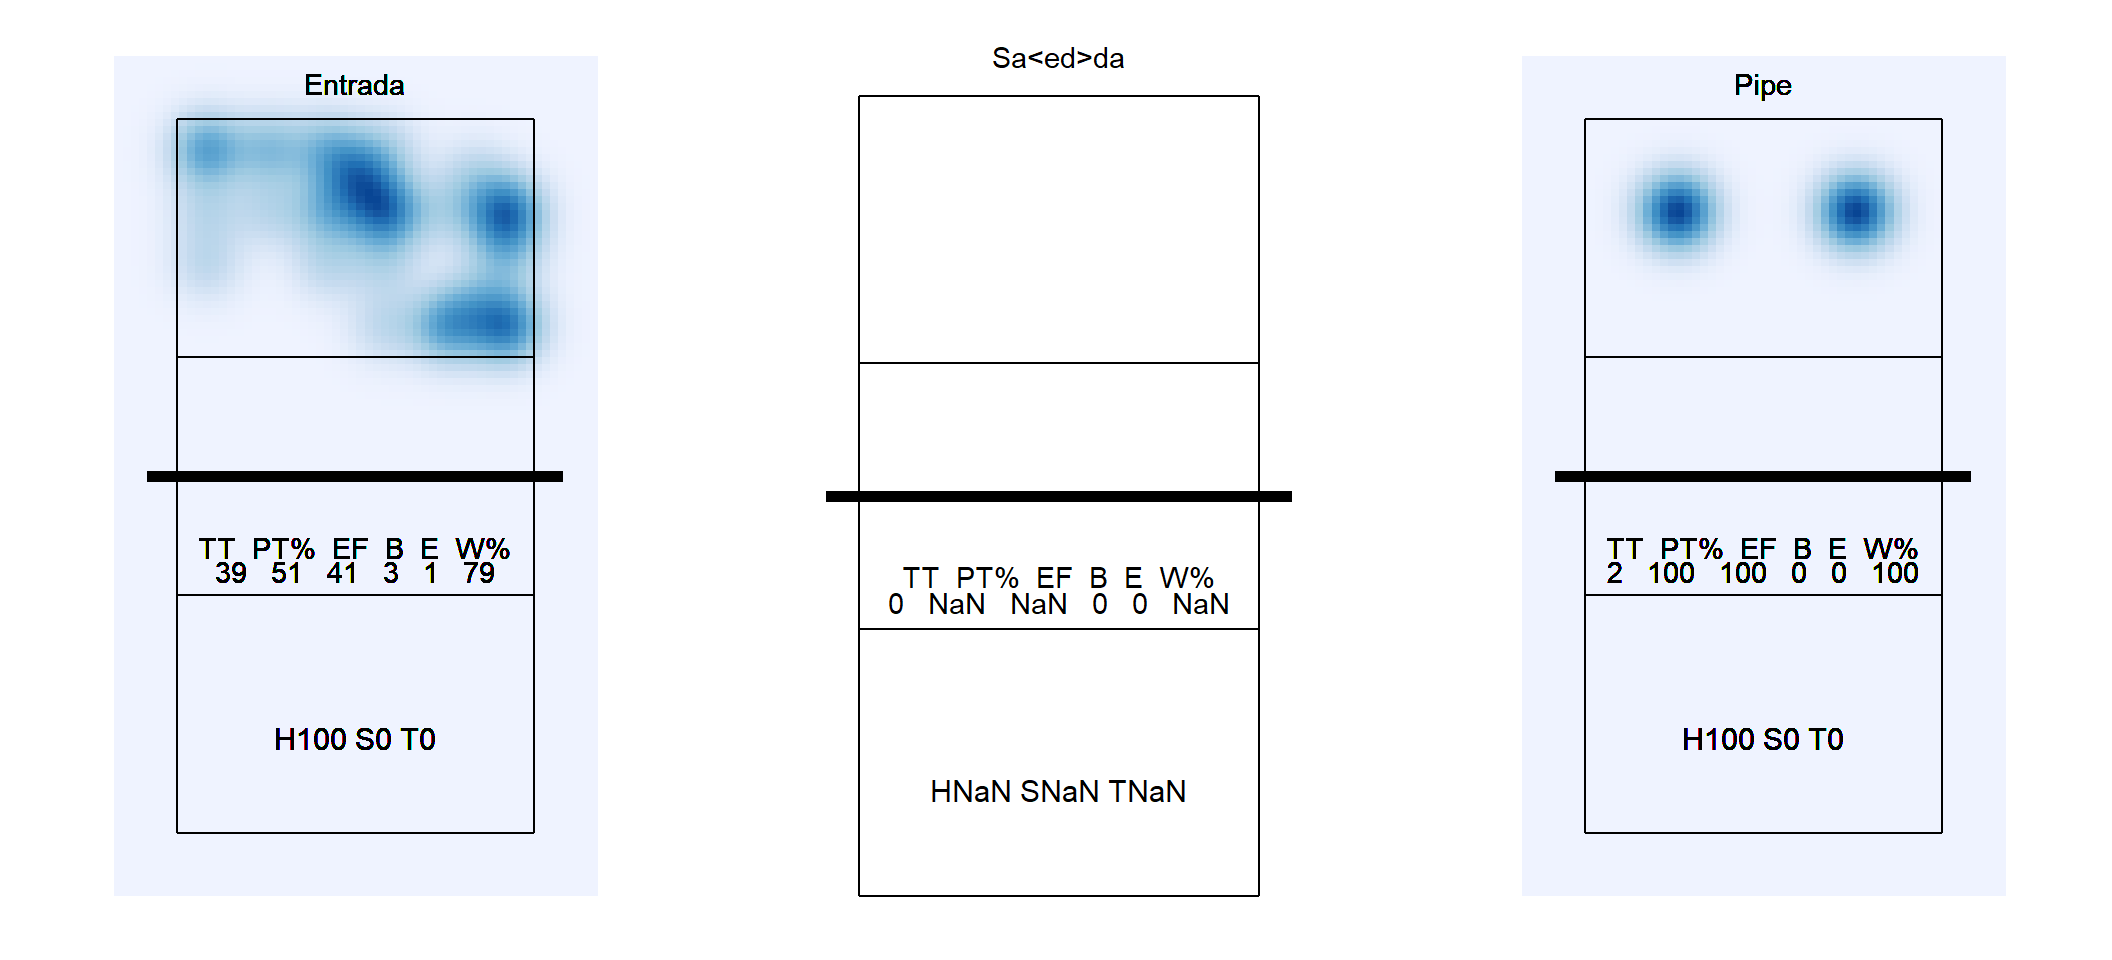 Entrada
TT PT% EF B E W%
39 51 41 3 1 79
H100 S0 T0
Sa<ed>da
TT PT% EF B E W%
0 NaN NaN 0 0 NaN
HNaN SNaN TNaN
Pipe
TT PT% EF B E W%
2 100 100 0 0 100
H100 S0 T0